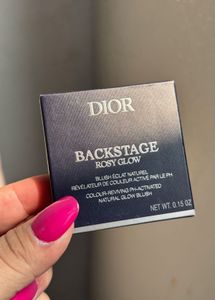 DIOR
BACKSTAGE
ROSY GLOW
BLUSH ÉCLAT NATUREL
RÉVÉLATEUR DE COULEUR ACTIVÉ PAR LE PH
COLOUR-REVIVING PH-ACTIVATED
NATURAL GLOW BLUSH
NET WT. 0.15 OZ